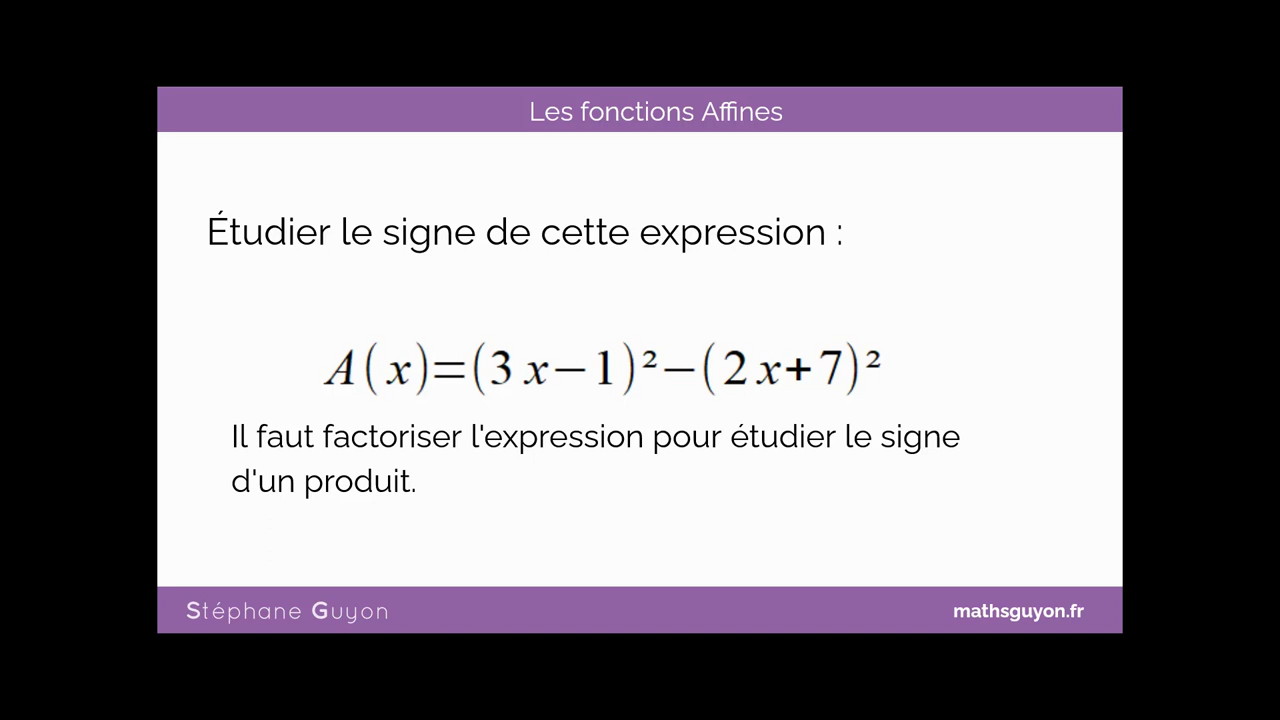 Les fonctions Affines
Étudier le signe de cette expression :
A(x)=(3x−1)²−(2x+7)²
Il faut factoriser l'expression pour étudier le signe
d'un produit.
Stéphane Guyon
mathsguyon.fr